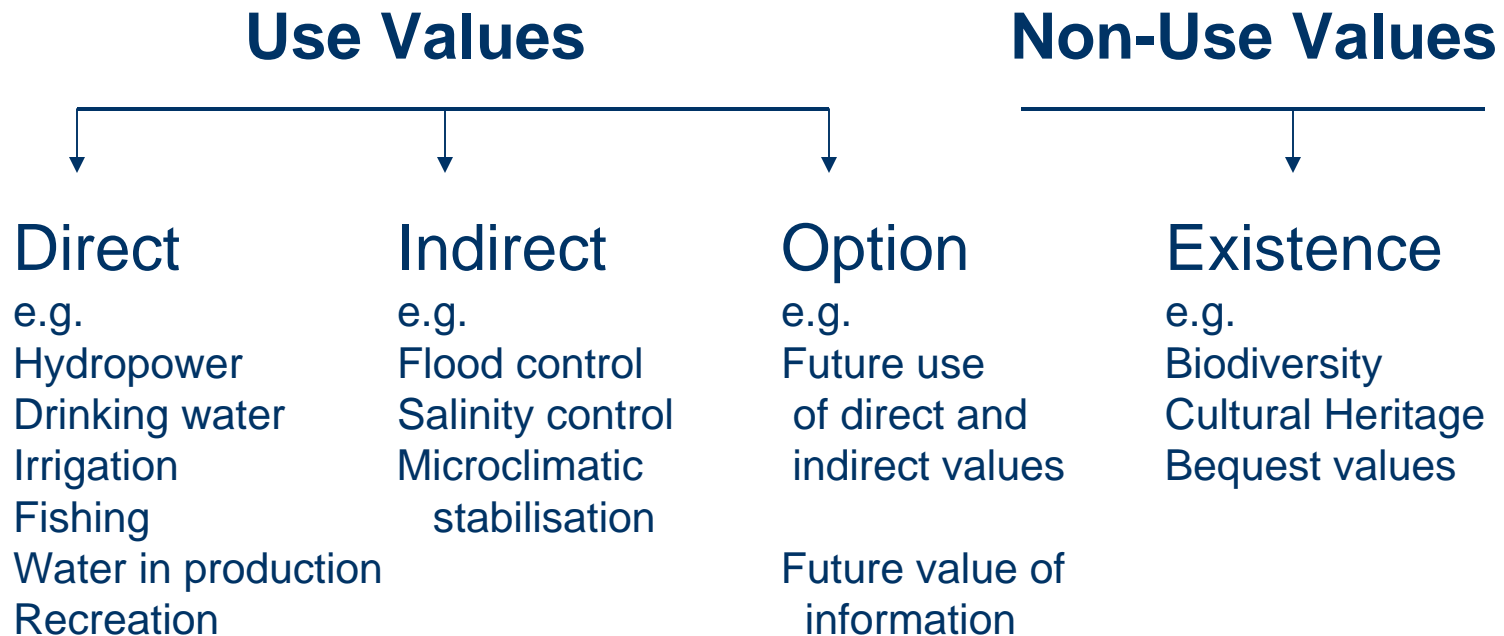 Use Values
Non-Use Values
Direct
e.g.
Hydropower
Drinking water
Irrigation
Fishing
Water in production
Recreation
Indirect
e.g.
Flood control
Salinity control
Microclimatic
stabilisation
Option
e.g.
Future use
of direct and
indirect values
Future value of
information
Existence
e.g.
Biodiversity
Cultural Heritage
Bequest values